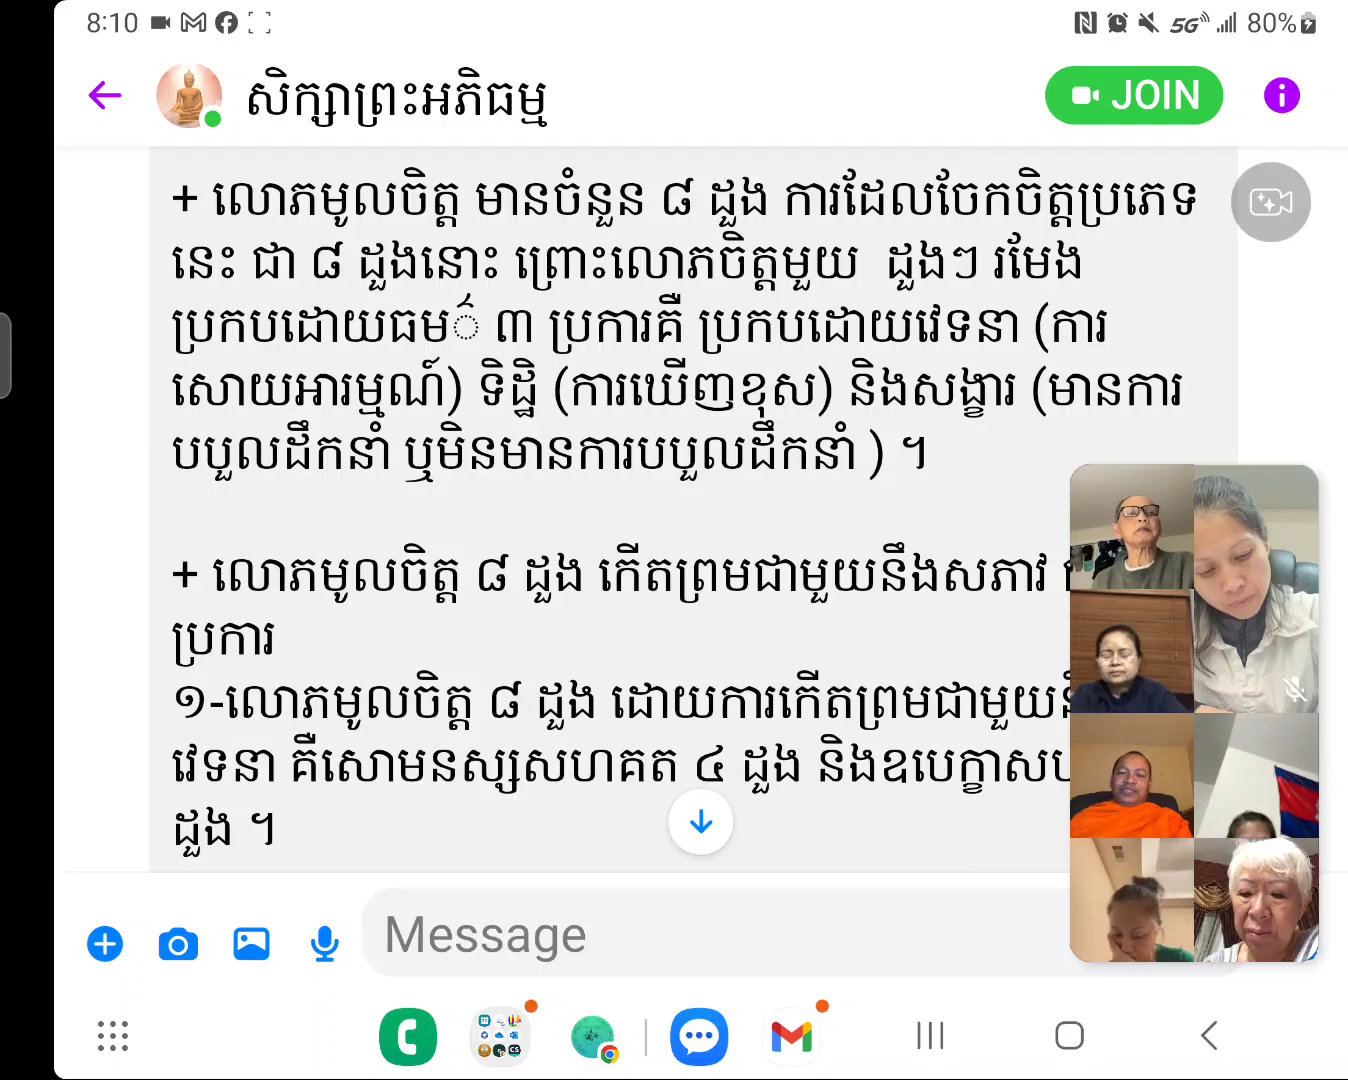 8:10
5G 80%
សិក្សាព្រះអភិធម្ម
JOIN
+ លោភមូលចិត្ត មានចំនួន ៨ ដួង ការដែលចែកចិត្តប្រភេទ
នេះ ជា ៨ ដួងនោះ ព្រោះលោភចិត្តមួយ ដួងៗ រមែង
ប្រកបដោយធម ៌ ៣ ប្រការគឺ ប្រកបដោយវេទនា (ការ
សោយអារម្មណ៍) ទិដ្ឋិ (ការឃើញខុស) និងសង្ខារ (មានការ
បបួលដឹកនាំ ឬមិនមានការបបួលដឹកនាំ ) ។
+ លោភមូលចិត្ត ៨ ដួង កើតព្រមជាមួយនឹងសភាវ
ប្រការ
១-លោភមូលចិត្ត ៨ ដួង ដោយការកើតព្រមជាមួយ
វេទនា គឺសោមនស្សសហគត ៤ ដួង និងឧបេក្ខាស
ដួង ។
Message